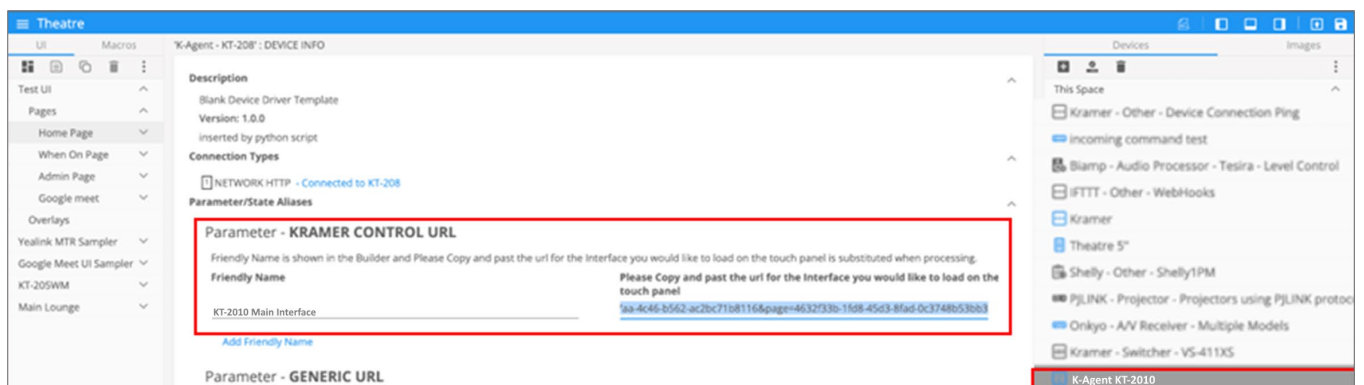 Theatre
UI Macros
Test UI
Pages
Home Page
When On Page
Admin Page
Google meet
Overlays
Yealink MTR Sampler
Google Meet UI Sampler
KT-205WM
Main Lounge
'K-Agent - KT-208' : DEVICE INFO
Description
Blank Device Driver Template
Version: 1.0.0
inserted by python script
Connection Types
NETWORK HTTP - Connected to KT-208
Parameter/State Aliases
Parameter - KRAMER CONTROL URL
Friendly Name is shown in the Builder and Please Copy and past the url for the Interface you would like to load on the touch panel is substituted when processing.
Friendly Name
KT-2010 Main Interface
Please Copy and past the url for the Interface you would like to load on the
touch panel
'aa-4c46-b562-ac2bc71b8116&page=4632f33b-1fd8-45d3-8fad-0c3748b53bb3
Add Friendly Name
Parameter - GENERIC URL
Devices Images
This Space
Kramer - Other - Device Connection Ping
incoming command test
Biamp - Audio Processor - Tesira - Level Control
IFTTT - Other - WebHooks
Kramer
Theatre 5"
Shelly - Other - Shelly1PM
PJLINK - Projector - Projectors using PJLINK protoc
Onkyo - A/V Receiver - Multiple Models
Kramer - Switcher - VS-411XS
K-Agent KT-2010